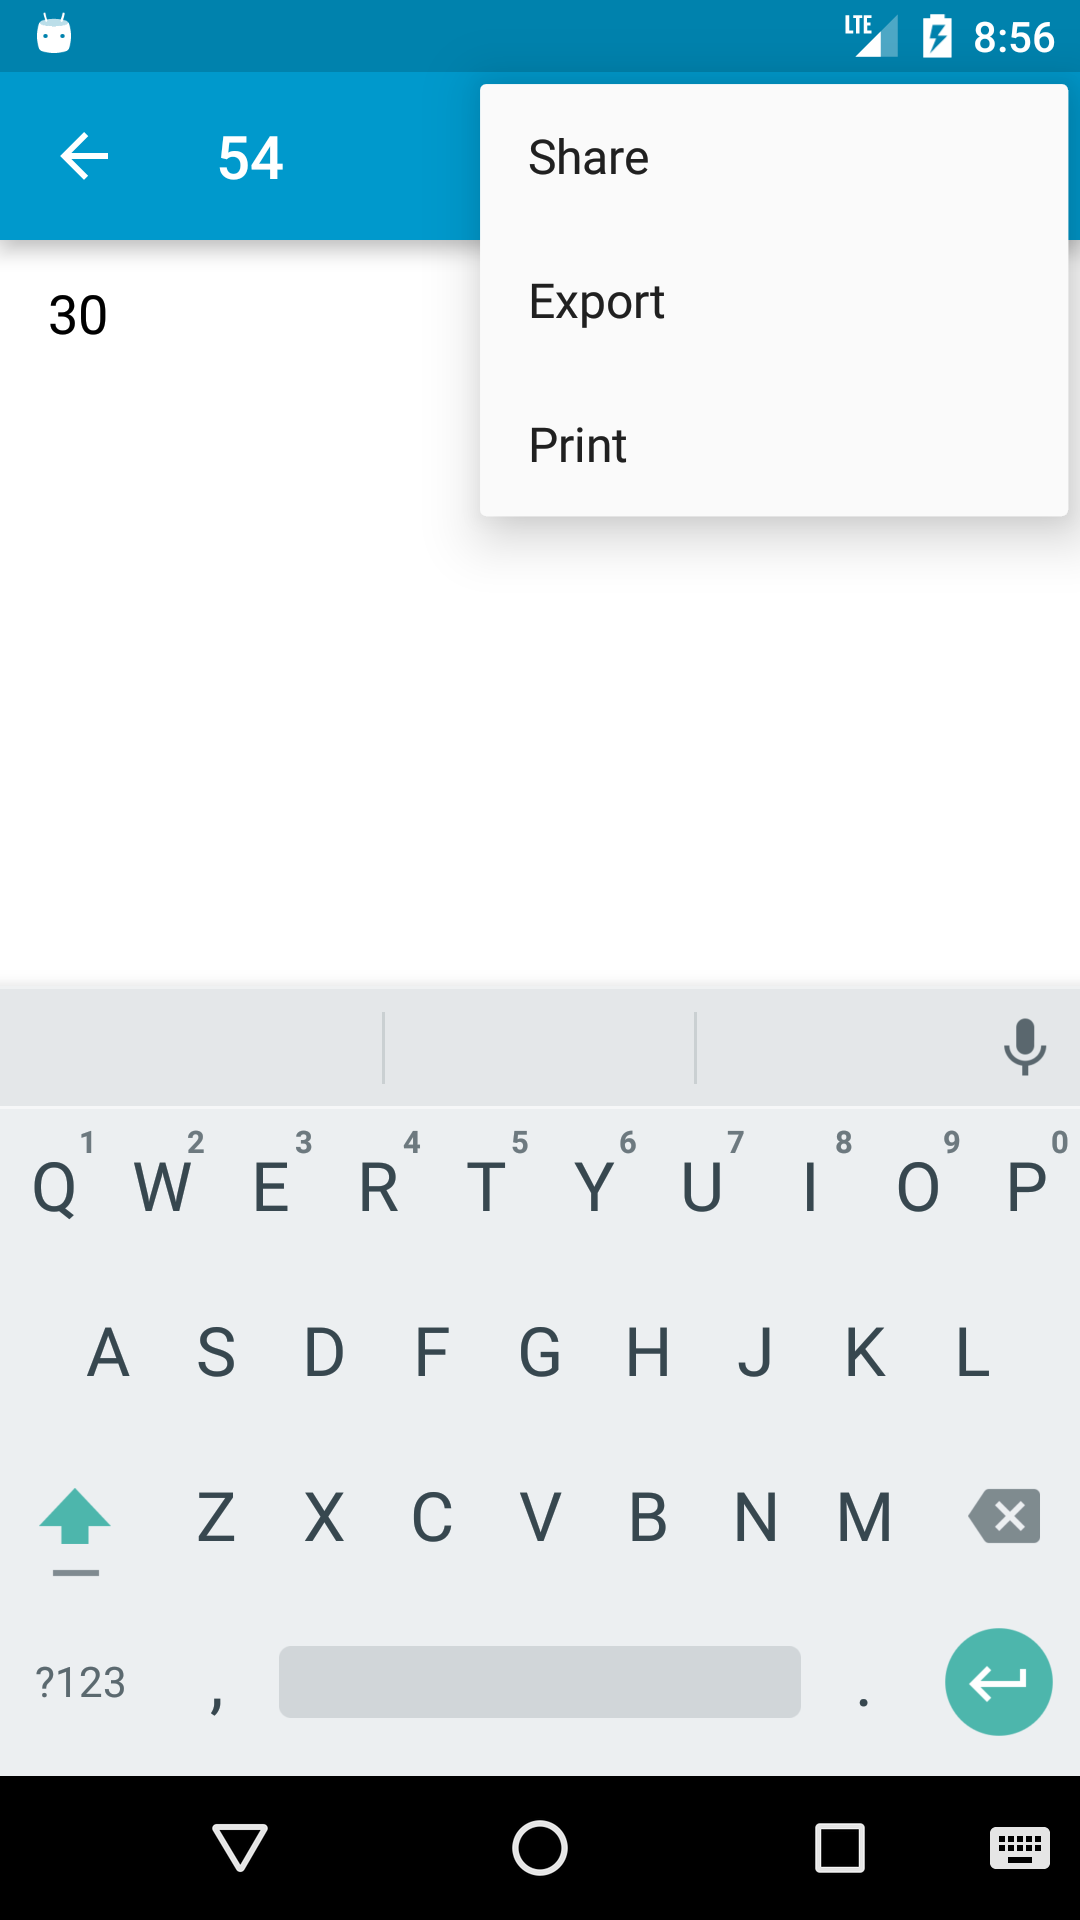 LTE 8:56
54
Share
Export
Print
30
1 2 3 4 5 6 7 8 9 0
Q W E R T Y U I O P
A S D F G H J K L
Z X C V B N M
?123 , .